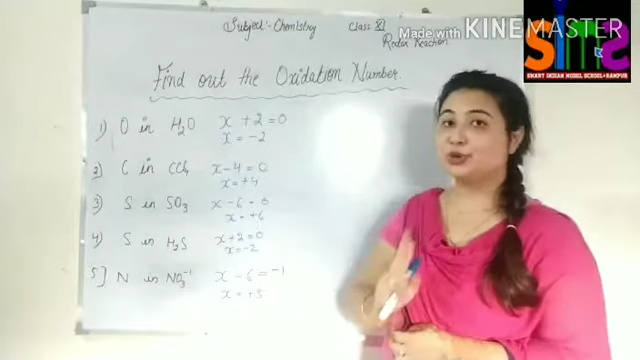 Made with KINEMASTER
Subject:- Chemistry Class XI
Redox Reaction
SIMS
SMART INDIAN MODEL SCHOOL-RAMPUR
Find out the Oxidation Number.
1) O in H₂O x + 2 = 0
x = -2
2) C in CCl₄ x - 4 = 0
x = +4
3) S in SO₃ x - 6 = 0
x = +6
4) S in H₂S x + 2 = 0
x = -2
5] N in NO₃⁻¹ x - 6 = -1
x = +5